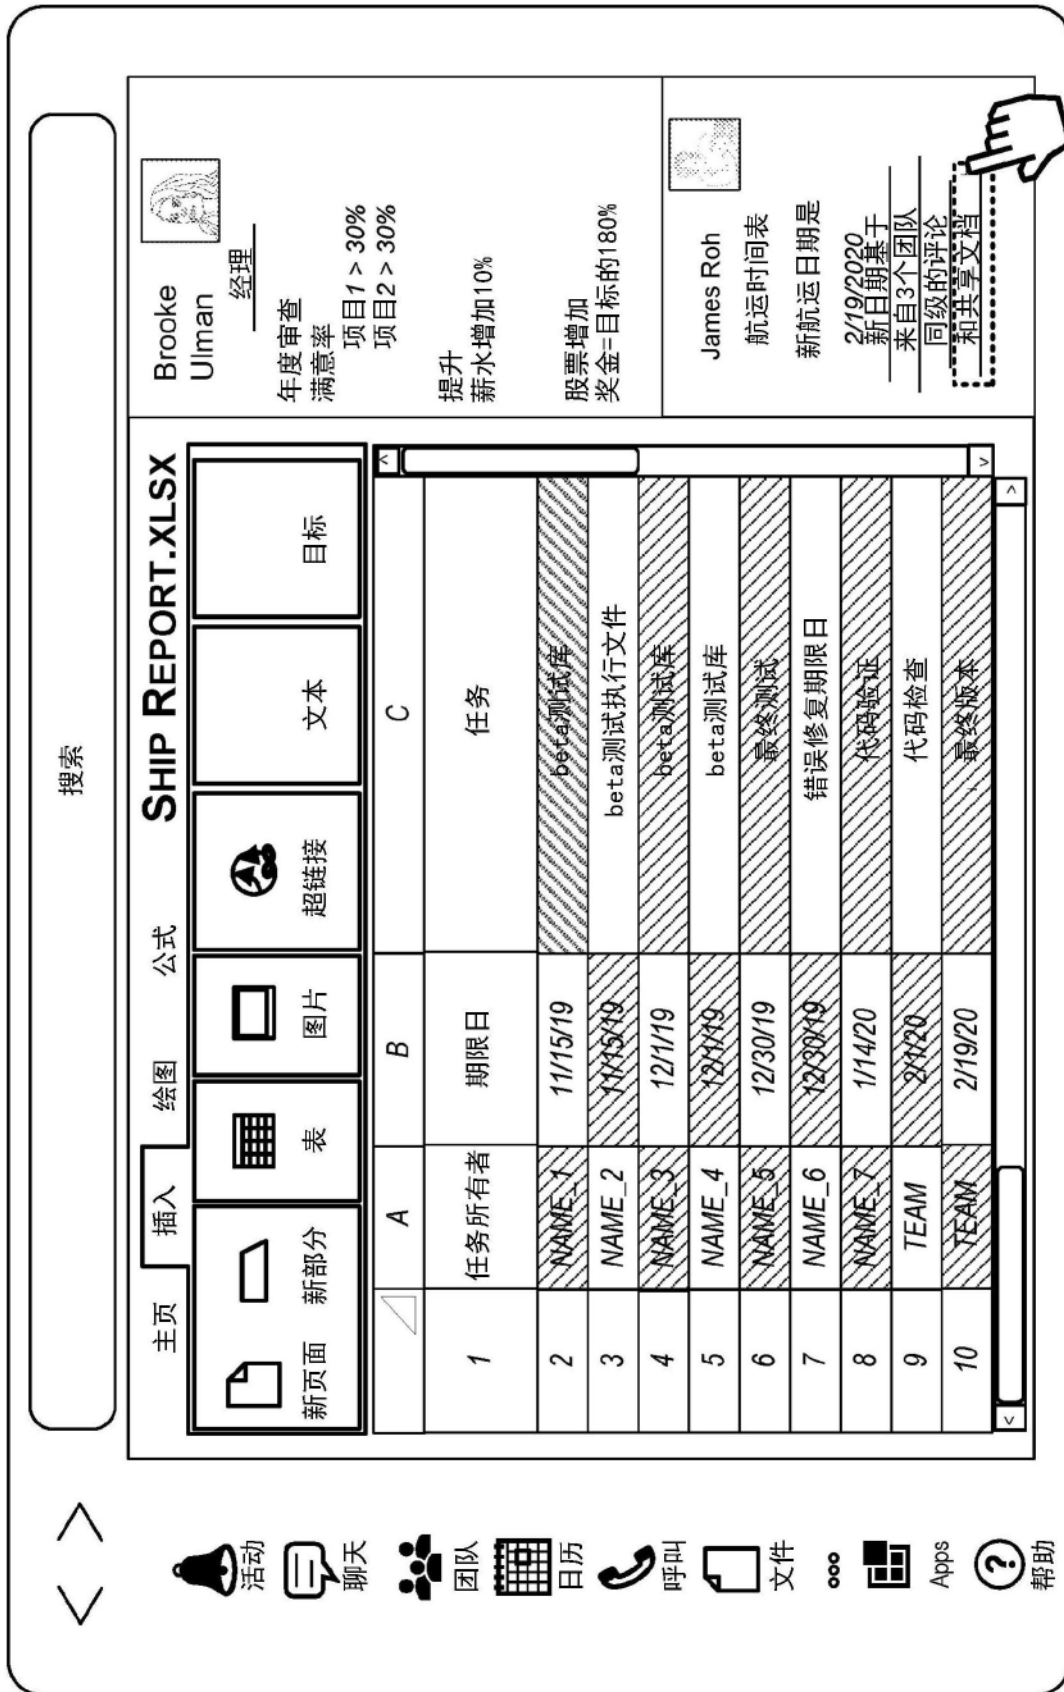 搜索
活动
聊天
团队
日历
呼叫
文件
Apps
帮助
主页 插入 绘图 公式 SHIP REPORT.XLSX
新页面 新部分 表 图片 超链接 文本 目标
A B C
1 任务所有者 期限日 任务
2 NAME_1 11/15/19 beta测试库
3 NAME_2 11/15/19 beta测试执行文件
4 NAME_3 12/1/19 beta测试库
5 NAME_4 12/1/19 beta测试库
6 NAME_5 12/30/19 最终测试
7 NAME_6 12/30/19 错误修复期限日
8 NAME_7 1/14/20 代码验证
9 TEAM 2/1/20 代码检查
10 TEAM 2/19/20 最终版本
Brooke
Ulman
经理
年度审查
满意率
项目1 > 30%
项目2 > 30%
提升
薪水增加10%
股票增加
奖金=目标的180%
James Roh
航运时间表
新航运日期是
2/19/2020
新日期基于
来自3个团队
同级的评论
和共享文档